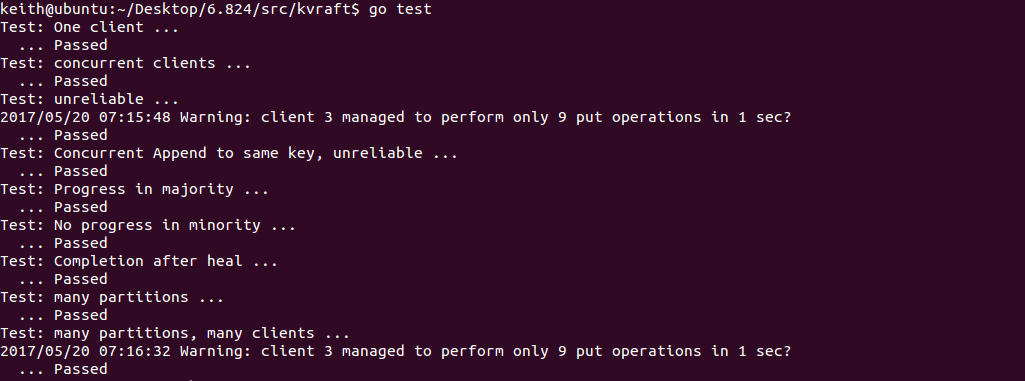 keith@ubuntu:~/Desktop/6.824/src/kvraft$ go test
Test: One client ...
  ... Passed
Test: concurrent clients ...
  ... Passed
Test: unreliable ...
2017/05/20 07:15:48 Warning: client 3 managed to perform only 9 put operations in 1 sec?
  ... Passed
Test: Concurrent Append to same key, unreliable ...
  ... Passed
Test: Progress in majority ...
  ... Passed
Test: No progress in minority ...
  ... Passed
Test: Completion after heal ...
  ... Passed
Test: many partitions ...
  ... Passed
Test: many partitions, many clients ...
2017/05/20 07:16:32 Warning: client 3 managed to perform only 9 put operations in 1 sec?
  ... Passed